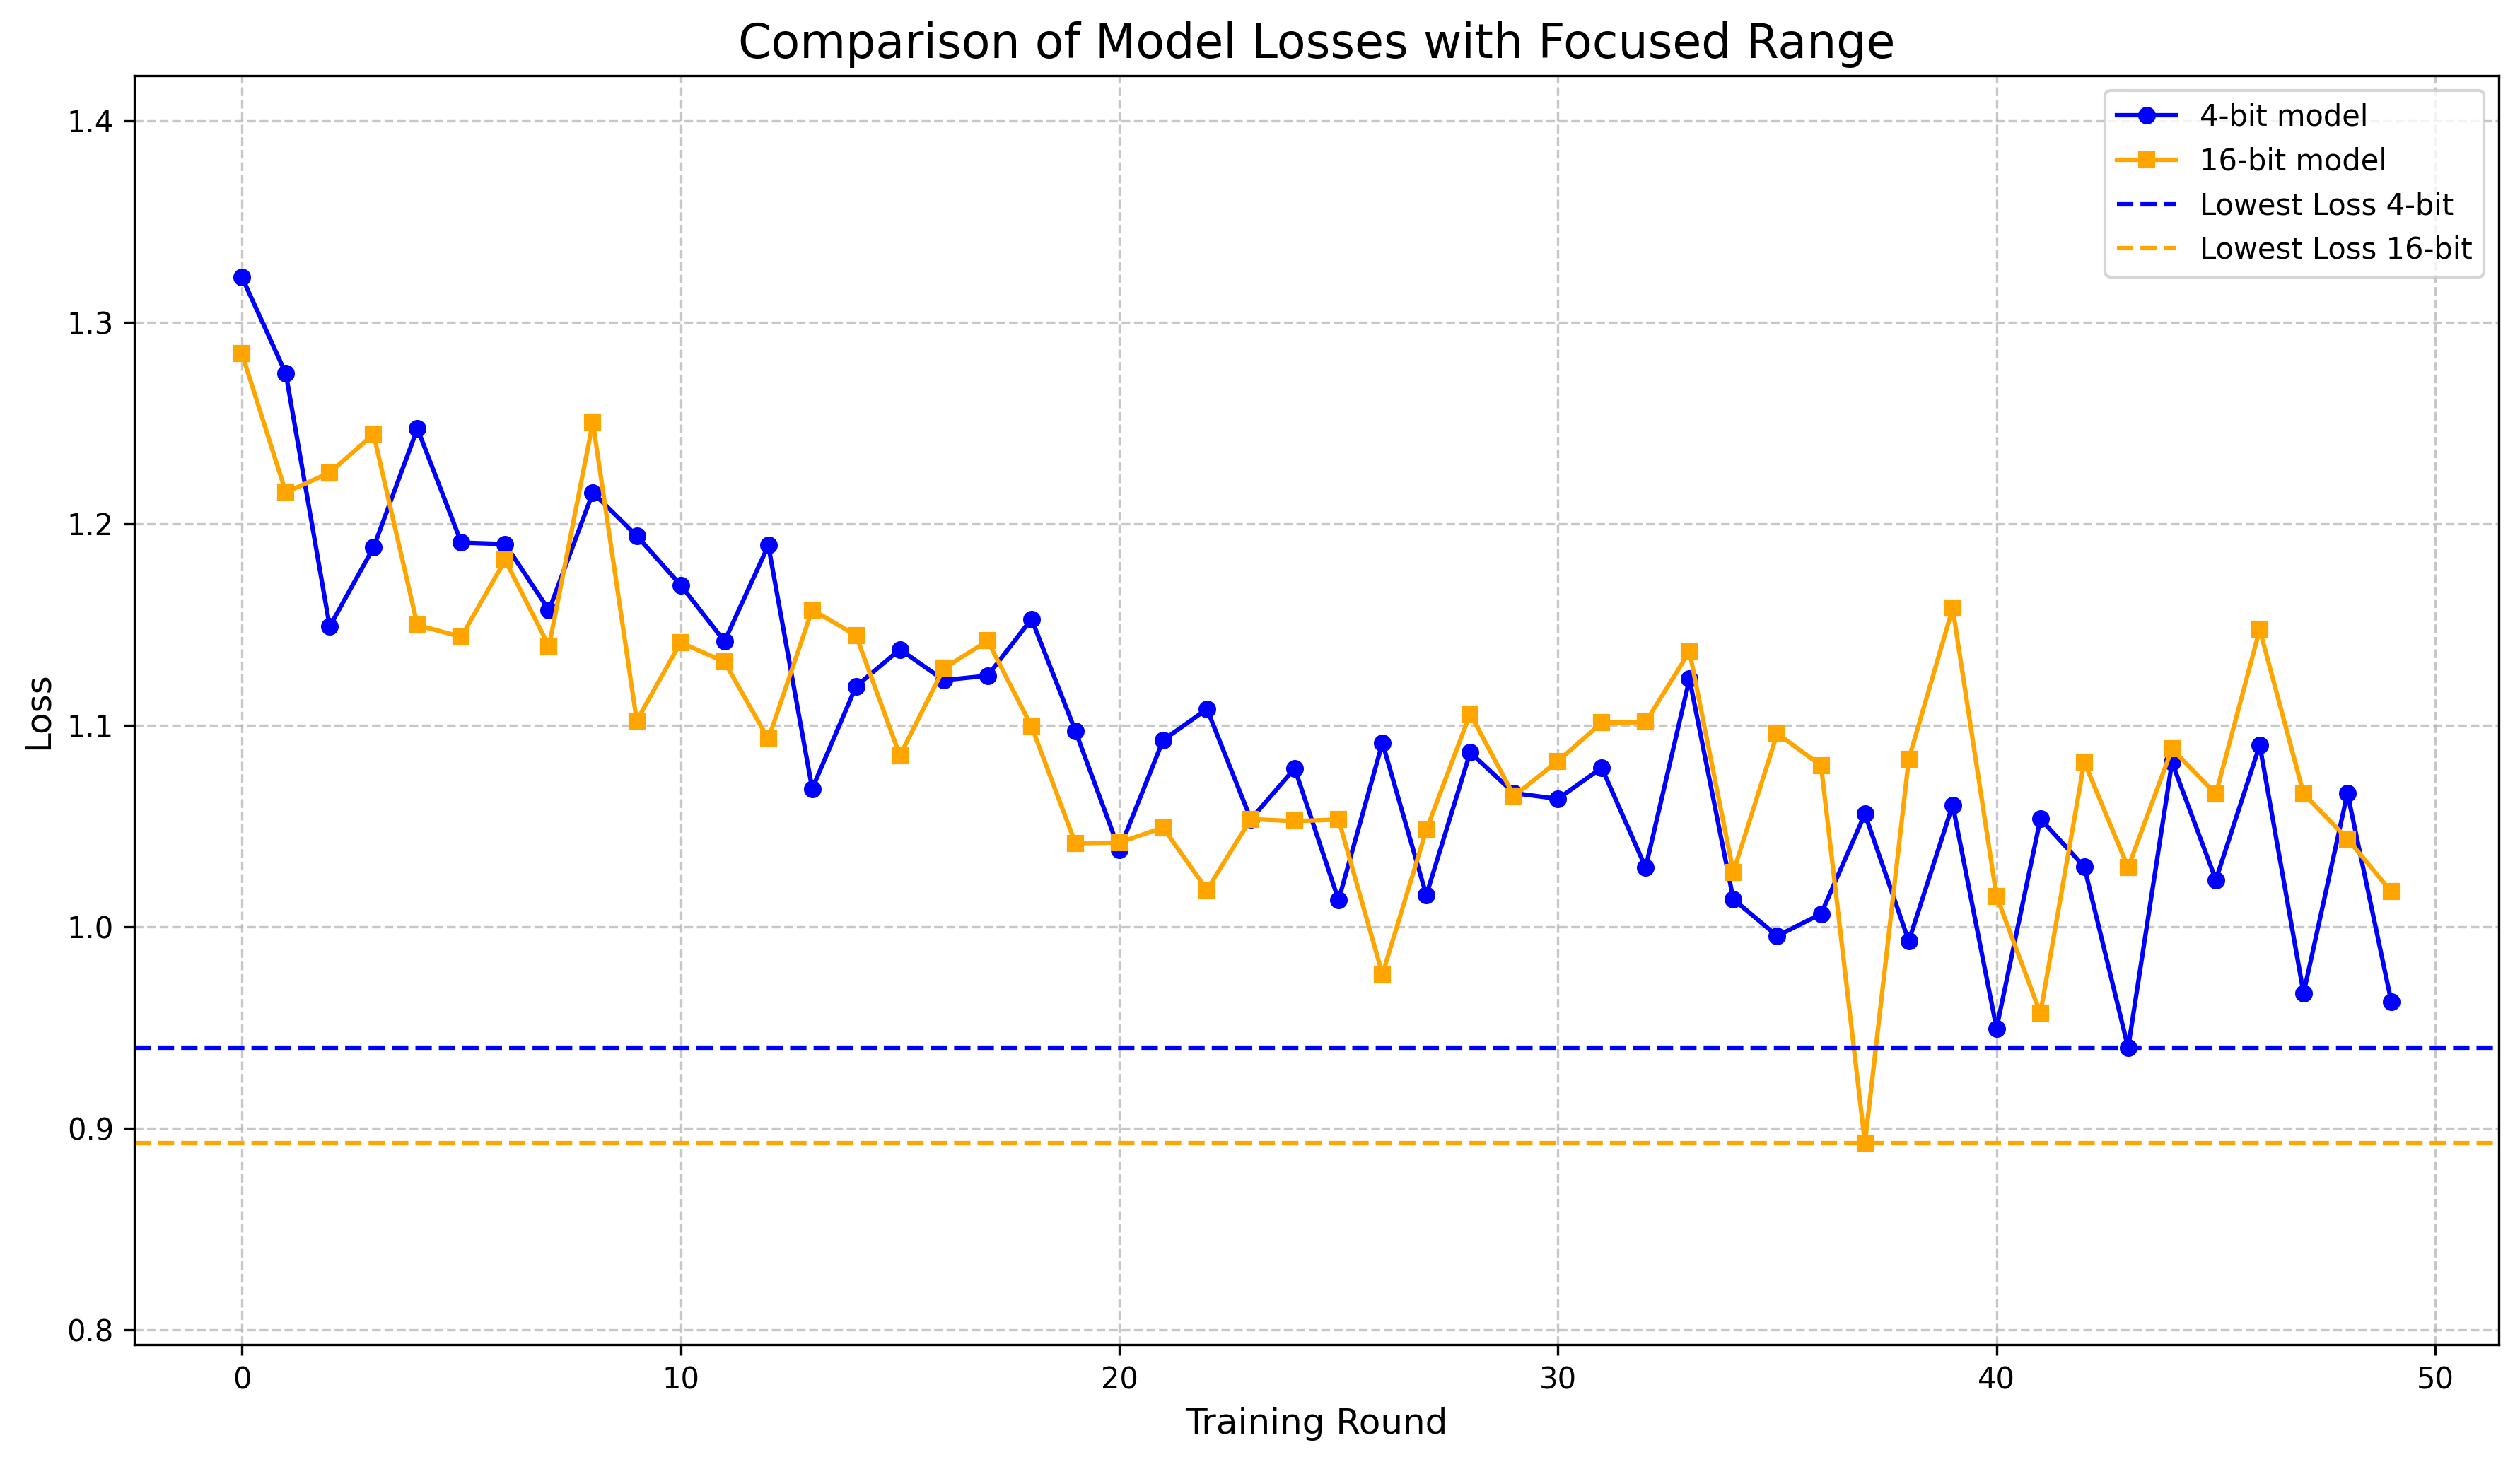 Comparison of Model Losses with Focused Range
4-bit model
16-bit model
Lowest Loss 4-bit
Lowest Loss 16-bit
Loss
1.4
1.3
1.2
1.1
1.0
0.9
0.8
0 10 20 30 40 50
Training Round